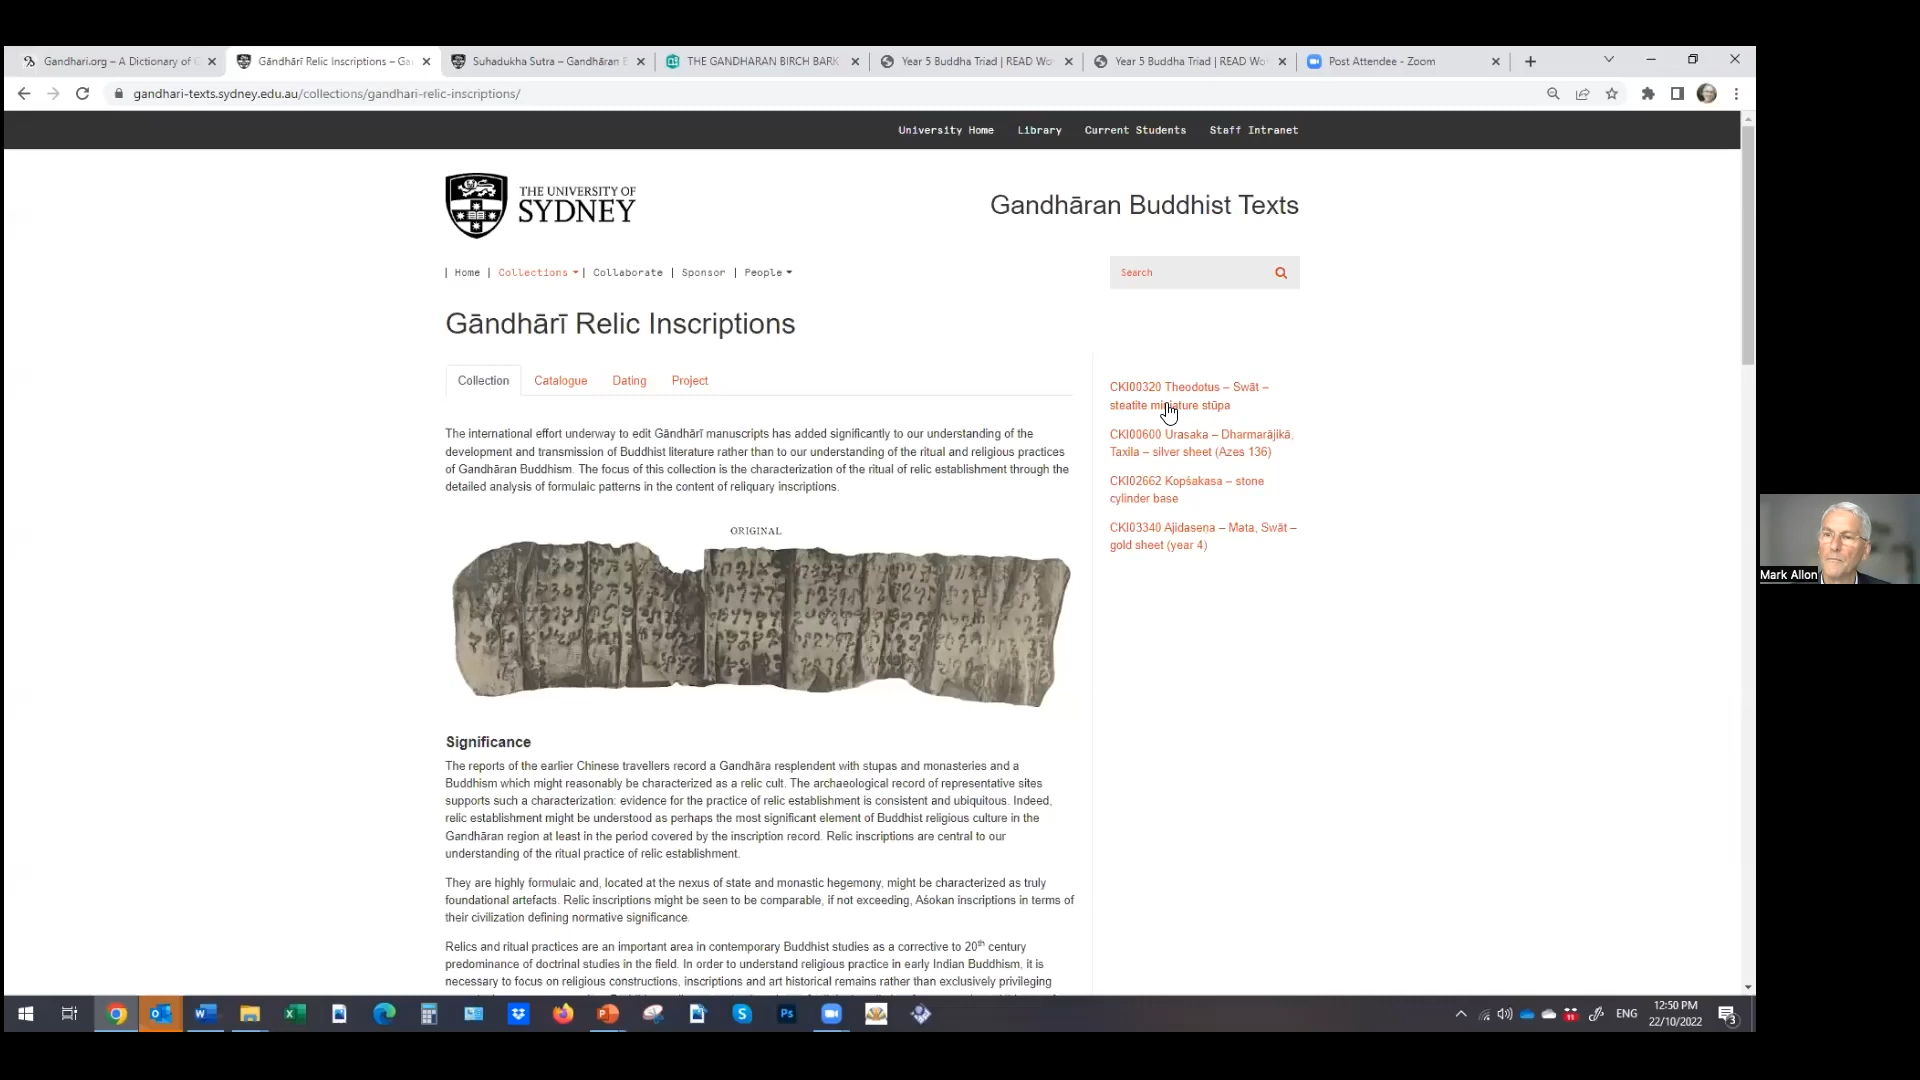 Gandhari.org – A Dictionary of G
Gāndhārī Relic Inscriptions – Ga
Suhadukha Sutra – Gandhāran B
THE GANDHARAN BIRCH BARK
Year 5 Buddha Triad | READ Wo
Year 5 Buddha Triad | READ Wo
Post Attendee - Zoom
gandhari-texts.sydney.edu.au/collections/gandhari-relic-inscriptions/
University Home Library Current Students Staff Intranet
THE UNIVERSITY OF
SYDNEY
Gandhāran Buddhist Texts
| Home | Collections | Collaborate | Sponsor | People
Search
Gāndhārī Relic Inscriptions
Collection Catalogue Dating Project
The international effort underway to edit Gāndhārī manuscripts has added significantly to our understanding of the
development and transmission of Buddhist literature rather than to our understanding of the ritual and religious practices
of Gandhāran Buddhism. The focus of this collection is the characterization of the ritual of relic establishment through the
detailed analysis of formulaic patterns in the content of reliquary inscriptions.
ORIGINAL
Significance
The reports of the earlier Chinese travellers record a Gandhāra resplendent with stupas and monasteries and a
Buddhism which might reasonably be characterized as a relic cult. The archaeological record of representative sites
supports such a characterization: evidence for the practice of relic establishment is consistent and ubiquitous. Indeed,
relic establishment might be understood as perhaps the most significant element of Buddhist religious culture in the
Gandhāran region at least in the period covered by the inscription record. Relic inscriptions are central to our
understanding of the ritual practice of relic establishment.
They are highly formulaic and, located at the nexus of state and monastic hegemony, might be characterized as truly
foundational artefacts. Relic inscriptions might be seen to be comparable, if not exceeding, Aśokan inscriptions in terms of
their civilization defining normative significance.
Relics and ritual practices are an important area in contemporary Buddhist studies as a corrective to 20th century
predominance of doctrinal studies in the field. In order to understand religious practice in early Indian Buddhism, it is
necessary to focus on religious constructions, inscriptions and art historical remains rather than exclusively privileging
CKI00320 Theodotus – Swāt –
steatite miniature stūpa
CKI00600 Urasaka – Dharmarājikā,
Taxila – silver sheet (Azes 136)
CKI02662 Kopśakasa – stone
cylinder base
CKI03340 Ajidaseṇa – Mata, Swāt –
gold sheet (year 4)
Mark Allon
ENG
12:50 PM
22/10/2022
11
3